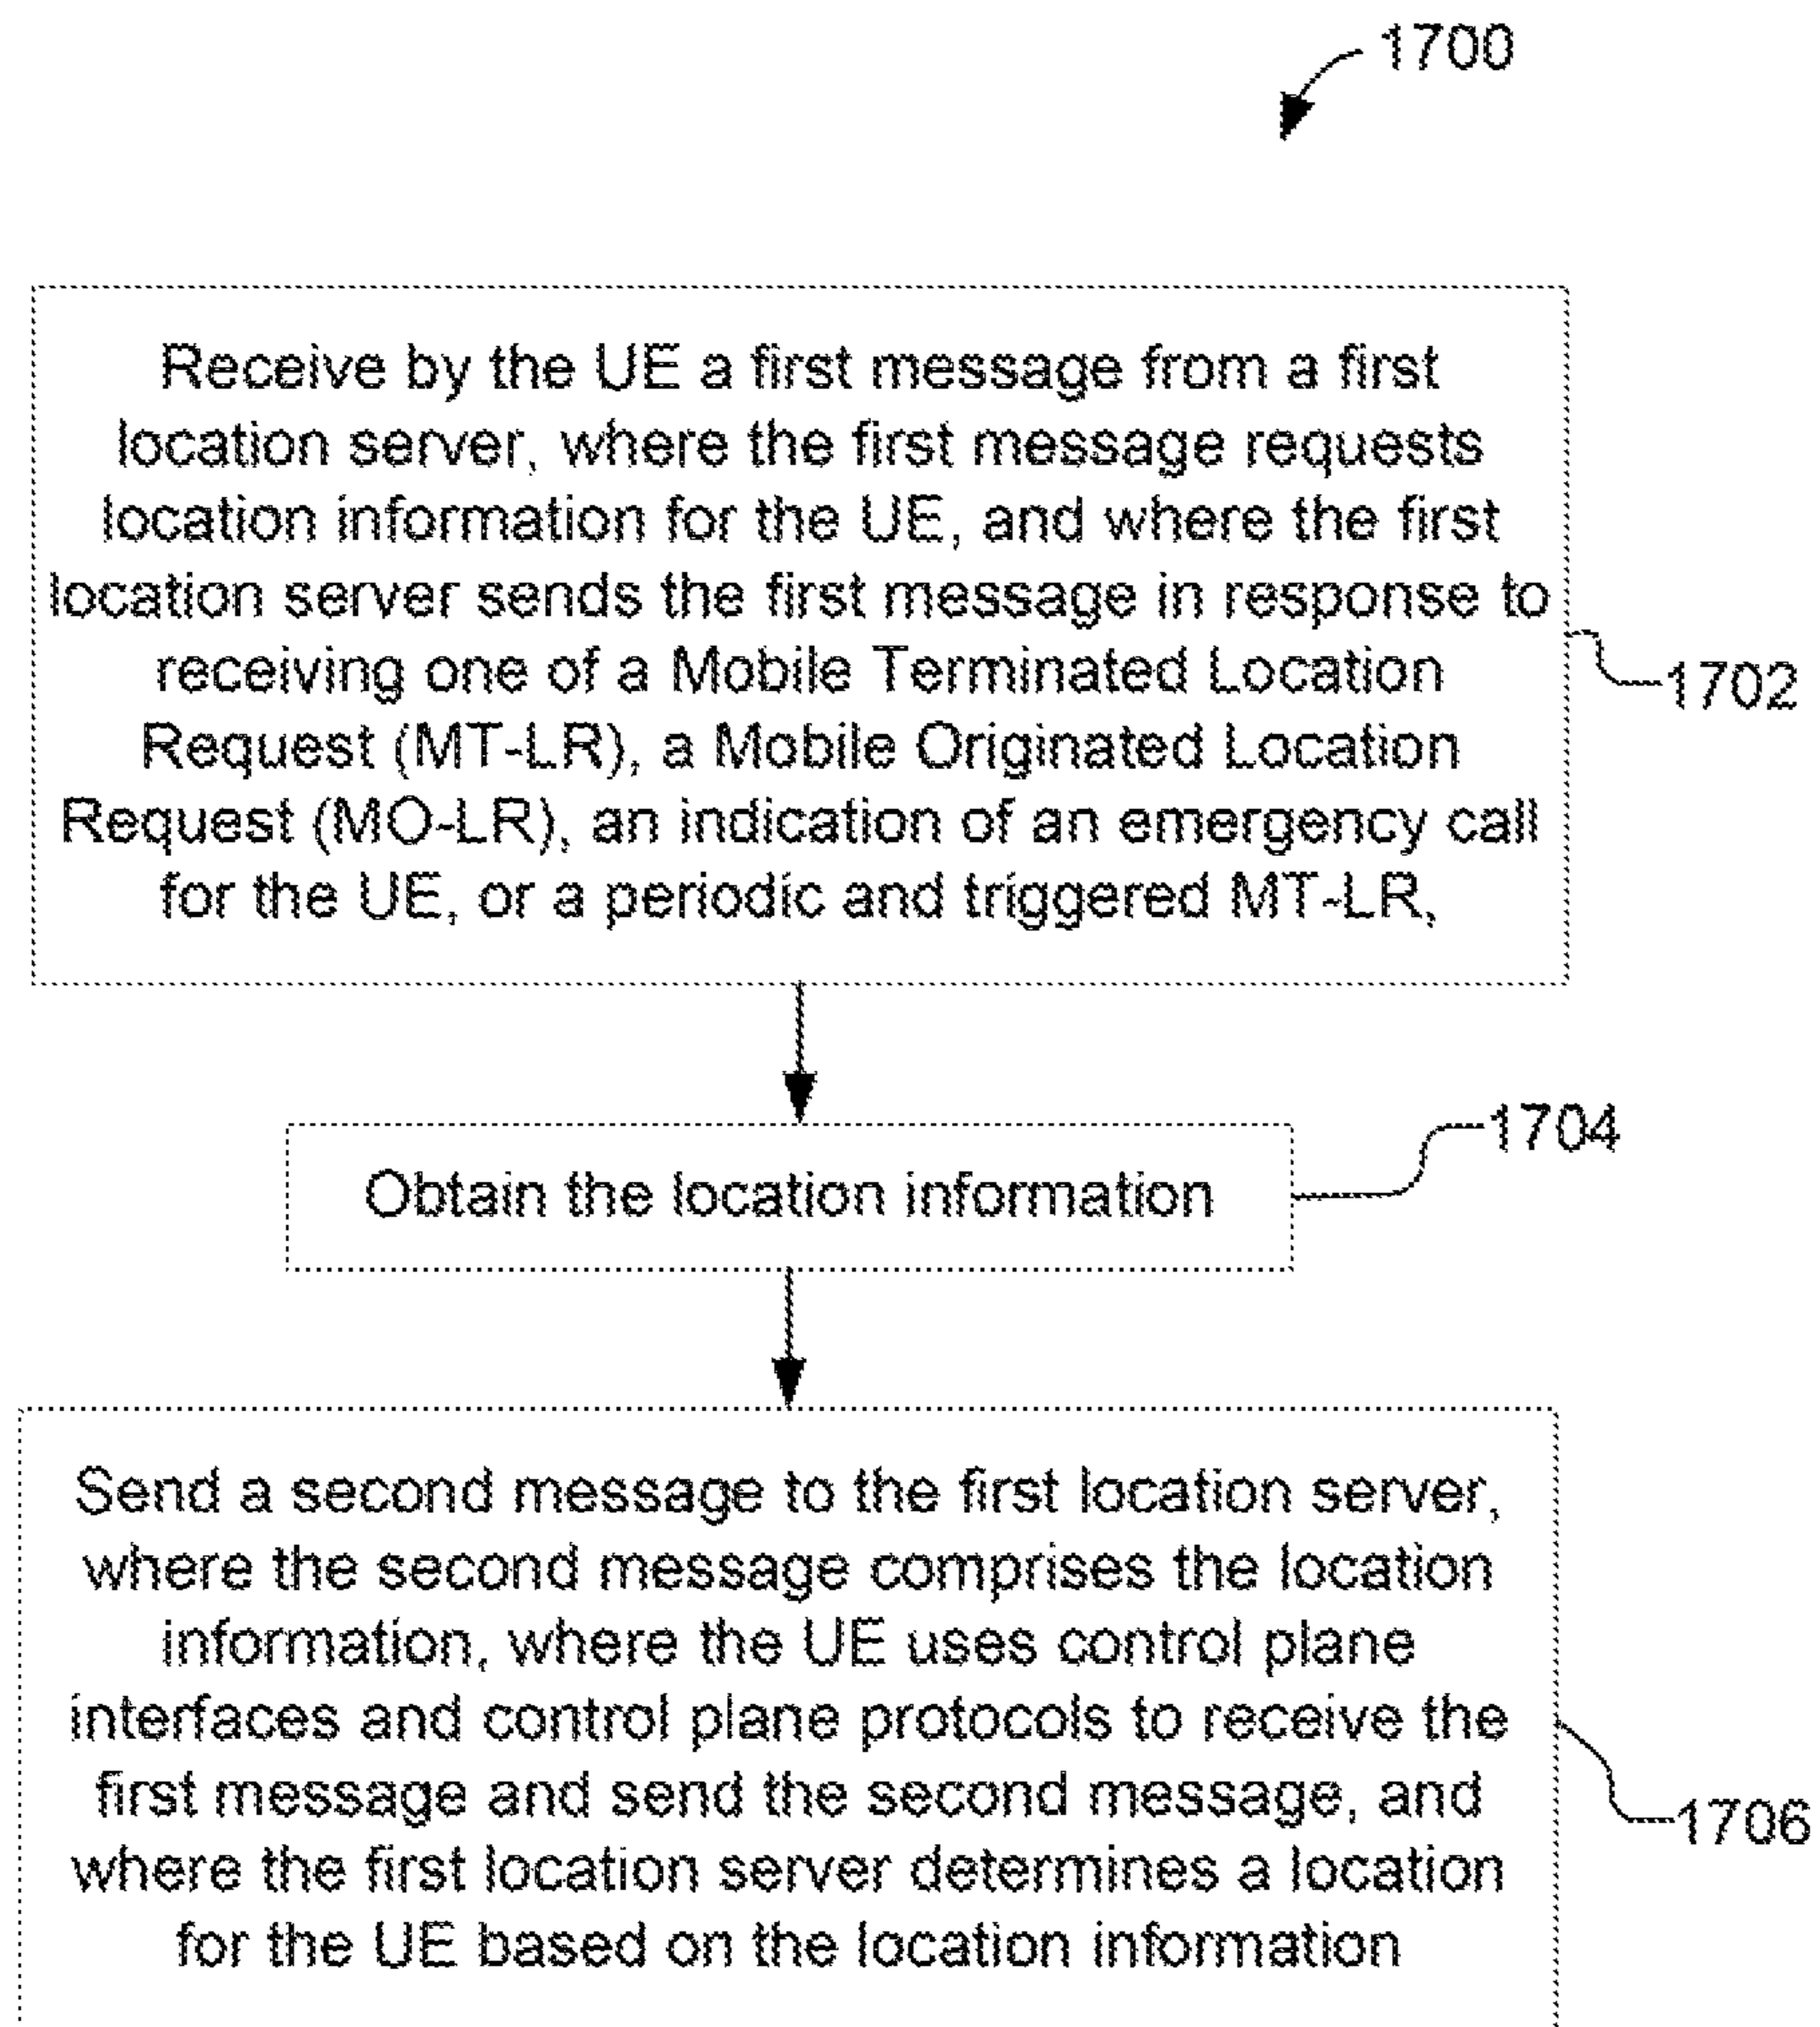 1700
Receive by the UE a first message from a first
location server, where the first message requests
location information for the UE, and where the first
location server sends the first message in response to
receiving one of a Mobile Terminated Location
Request (MT-LR), a Mobile Originated Location
Request (MO-LR), an indication of an emergency call
for the UE, or a periodic and triggered MT-LR,
1702
Obtain the location information
1704
Send a second message to the first location server,
where the second message comprises the location
information, where the UE uses control plane
interfaces and control plane protocols to receive the
first message and send the second message, and
where the first location server determines a location
for the UE based on the location information
1706